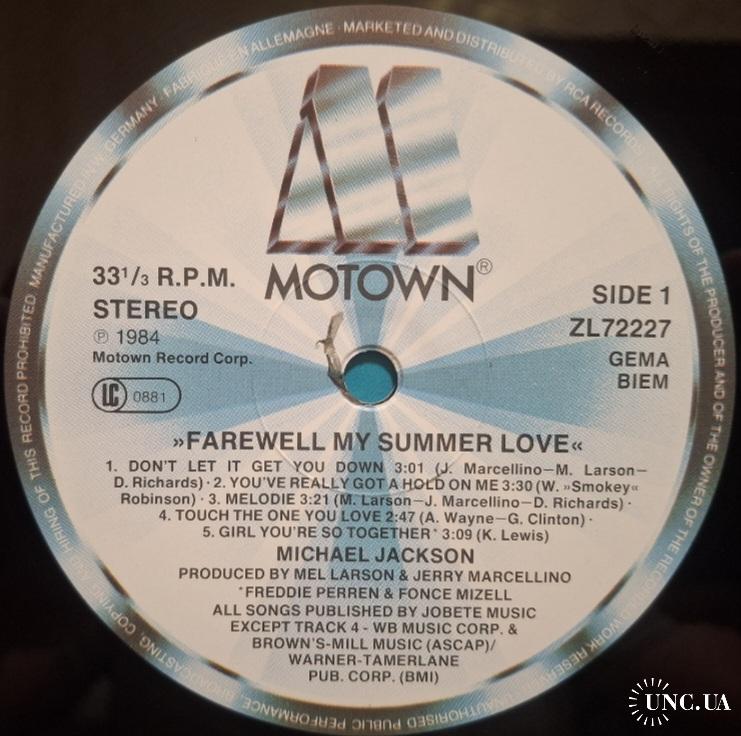 MANUFACTURED IN W. GERMANY · FABRIQUÉ EN ALLEMAGNE · MARKETED AND DISTRIBUTED BY RCA RECORDS · ALL RIGHTS OF THE PRODUCER AND OF THE OWNER OF THE RECORDED WORK RESERVED. UNAUTHORISED PUBLIC PERFORMANCE, BROADCASTING, COPYING AND HIRING OF THIS RECORD PROHIBITED.
MOTOWN®
33¹/₃ R.P.M.
STEREO
℗ 1984
Motown Record Corp.
LC 0881
SIDE 1
ZL72227
GEMA
BIEM
»FAREWELL MY SUMMER LOVE«
1. DON'T LET IT GET YOU DOWN 3:01 (J. Marcellino–M. Larson–
D. Richards) · 2. YOU'VE REALLY GOT A HOLD ON ME 3:30 (W. »Smokey«
Robinson) · 3. MELODIE 3:21 (M. Larson–J. Marcellino–D. Richards) ·
4. TOUCH THE ONE YOU LOVE 2:47 (A. Wayne–G. Clinton) ·
5. GIRL YOU'RE SO TOGETHER * 3:09 (K. Lewis)
MICHAEL JACKSON
PRODUCED BY MEL LARSON & JERRY MARCELLINO
*FREDDIE PERREN & FONCE MIZELL
ALL SONGS PUBLISHED BY JOBETE MUSIC
EXCEPT TRACK 4 - WB MUSIC CORP. &
BROWN'S-MILL MUSIC (ASCAP)/
WARNER-TAMERLANE
PUB. CORP. (BMI)
UNC.UA